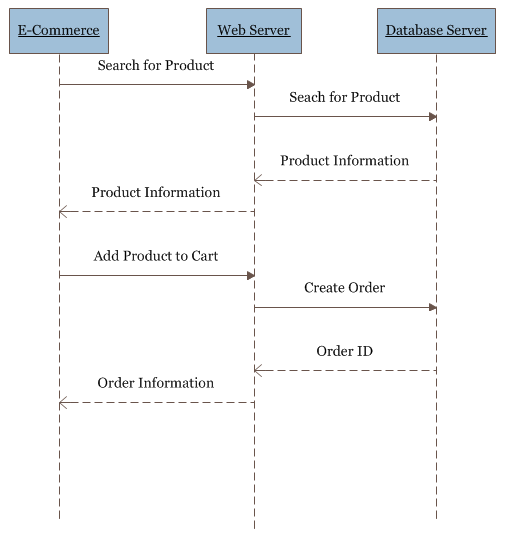 E-Commerce
Web Server
Database Server
Search for Product
Seach for Product
Product Information
Product Information
Add Product to Cart
Create Order
Order ID
Order Information